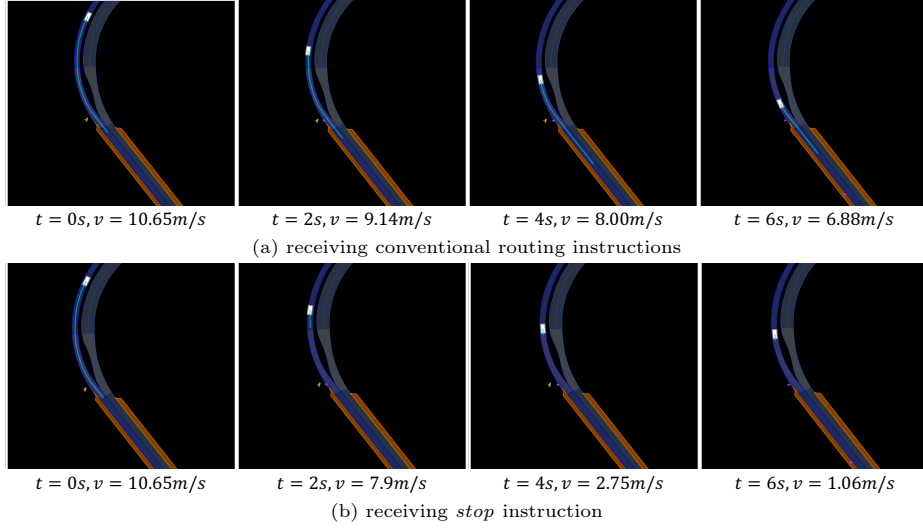 t = 0s, v = 10.65m/s t = 2s, v = 9.14m/s t = 4s, v = 8.00m/s t = 6s, v = 6.88m/s
(a) receiving conventional routing instructions
t = 0s, v = 10.65m/s t = 2s, v = 7.9m/s t = 4s, v = 2.75m/s t = 6s, v = 1.06m/s
(b) receiving stop instruction